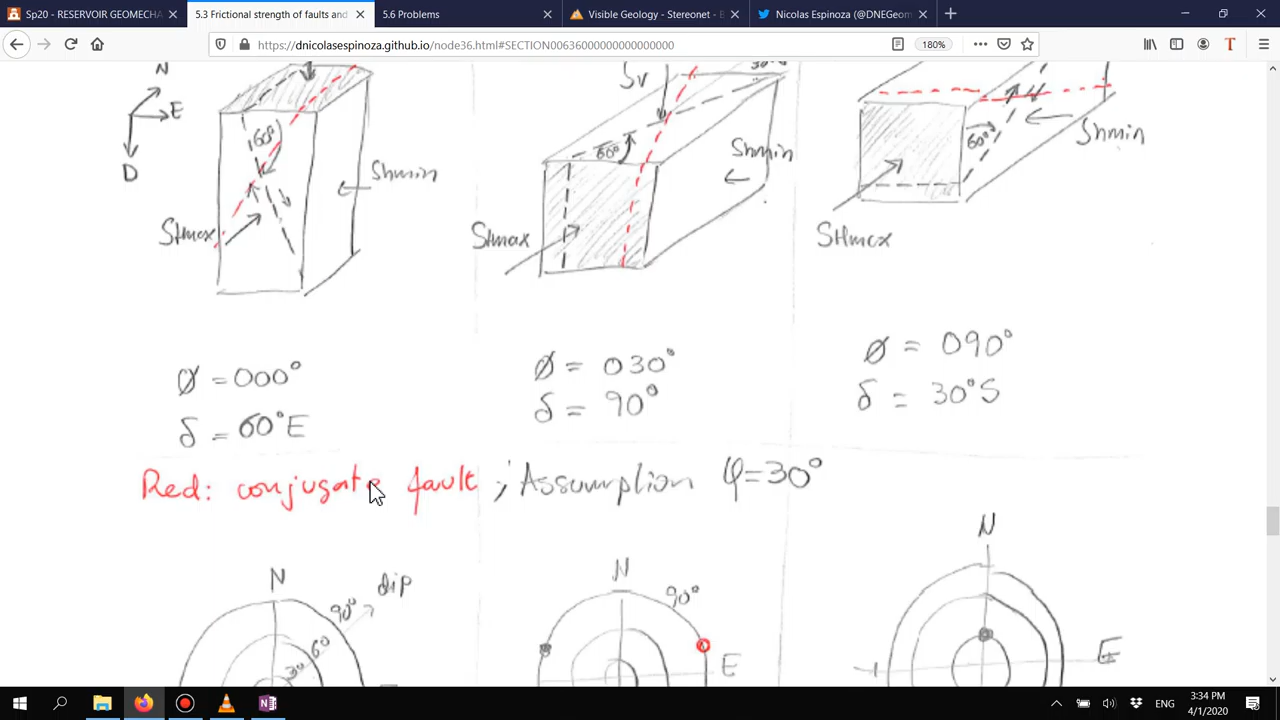 Sp20 - RESERVOIR GEOMECHA
5.3 Frictional strength of faults and
5.6 Problems
Visible Geology - Stereonet - E
Nicolas Espinoza (@DNEGeom
https://dnicolasespinoza.github.io/node36.html#SECTION00636000000000000000
180%
N
E
D
60°
SHmax
Shmin
Sv
30°
60°
SHmax
Shmin
60°
SHmax
Shmin
Ø = 000°
δ = 60°E
Ø = 030°
δ = 90°
Ø = 090°
δ = 30°S
Red: conjugate fault ; Assumption φ=30°
N
dip
90°
60
30
N
90°
E
N
E
ENG
3:34 PM
4/1/2020